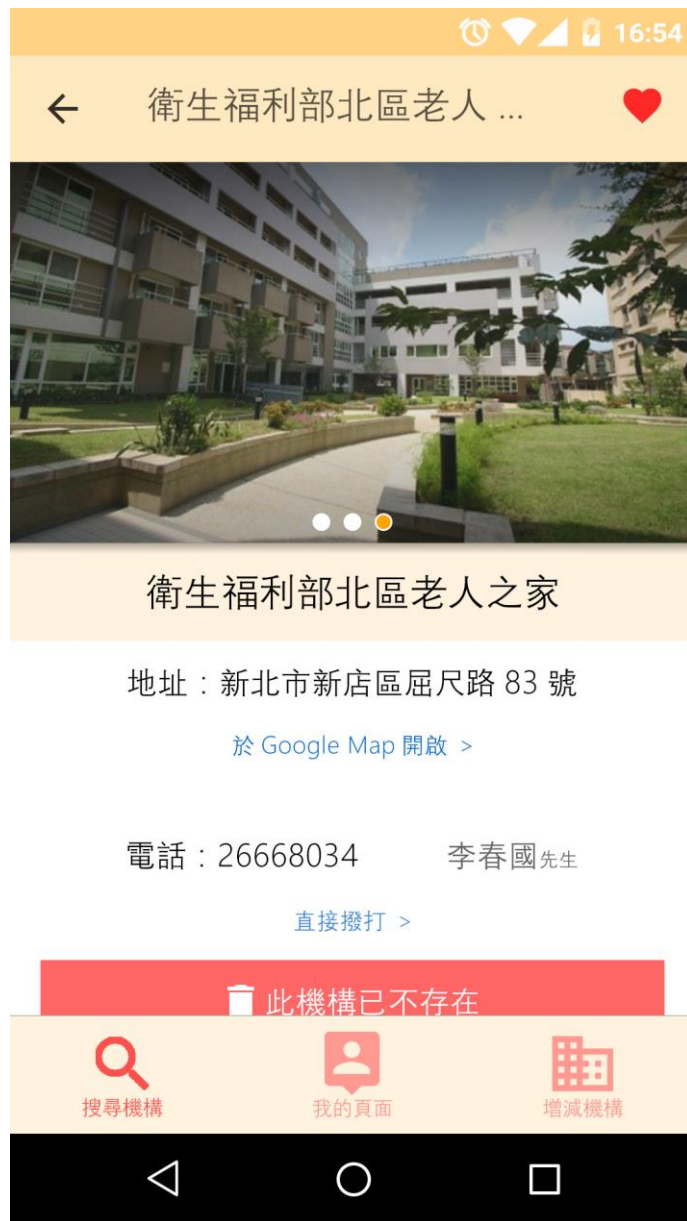 16:54
衛生福利部北區老人 ...
衛生福利部北區老人之家
地址：新北市新店區屈尺路 83 號
於 Google Map 開啟 >
電話：26668034 李春國先生
直接撥打 >
此機構已不存在
搜尋機構 我的頁面 增減機構